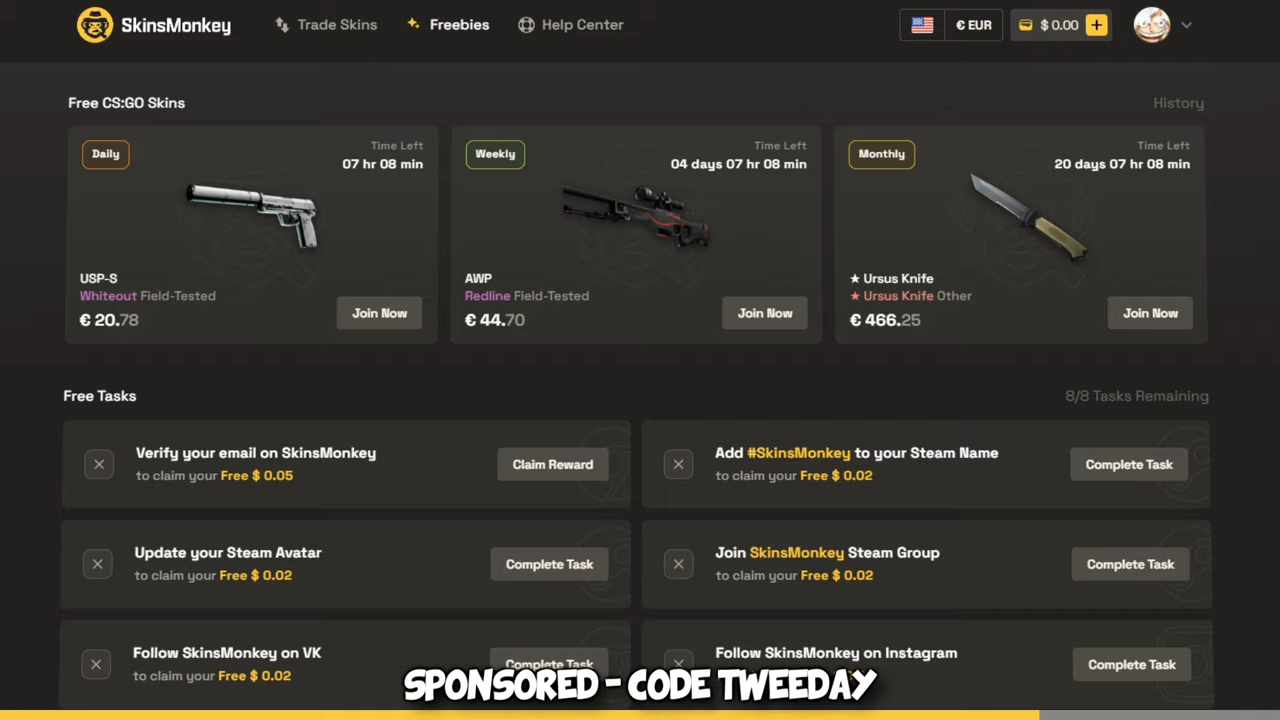 SkinsMonkey
Trade Skins
Freebies
Help Center
€ EUR
$ 0.00 +
Free CS:GO Skins
History
Daily
Time Left
07 hr 08 min
USP-S
Whiteout Field-Tested
€ 20.78
Join Now
Weekly
Time Left
04 days 07 hr 08 min
AWP
Redline Field-Tested
€ 44.70
Join Now
Monthly
Time Left
20 days 07 hr 08 min
★ Ursus Knife
★ Ursus Knife Other
€ 466.25
Join Now
Free Tasks
8/8 Tasks Remaining
Verify your email on SkinsMonkey
to claim your Free $ 0.05
Claim Reward
Add #SkinsMonkey to your Steam Name
to claim your Free $ 0.02
Complete Task
Update your Steam Avatar
to claim your Free $ 0.02
Complete Task
Join SkinsMonkey Steam Group
to claim your Free $ 0.02
Complete Task
Follow SkinsMonkey on VK
to claim your Free $ 0.02
Complete Task
Follow SkinsMonkey on Instagram
Complete Task
SPONSORED - CODE TWEEDAY